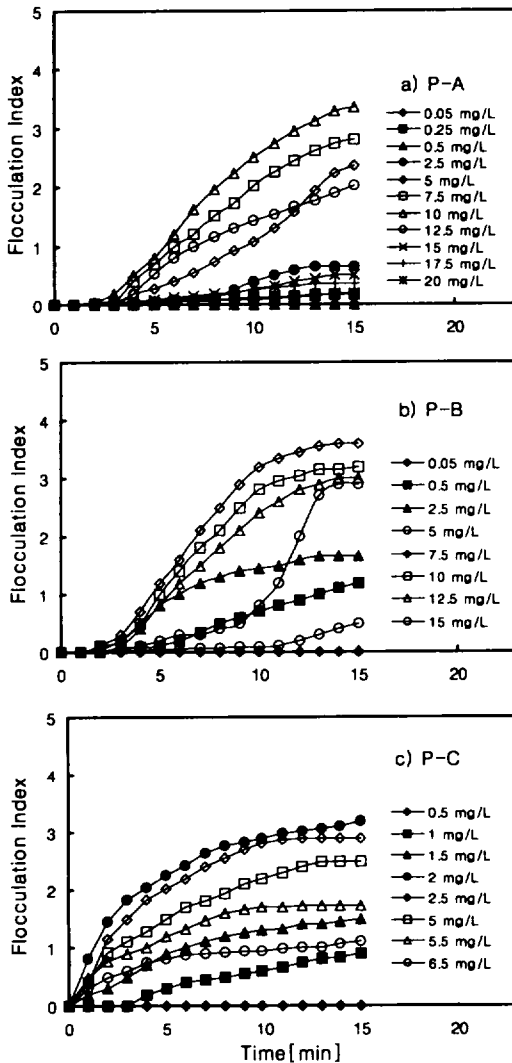 5
4
3
2
1
0
0
5
10
15
20
Flocculation Index
a) P-A
0.05 mg/L
0.25 mg/L
0.5 mg/L
2.5 mg/L
5 mg/L
7.5 mg/L
10 mg/L
12.5 mg/L
15 mg/L
17.5 mg/L
20 mg/L
5
4
3
2
1
0
0
5
10
15
20
Flocculation Index
b) P-B
0.05 mg/L
0.5 mg/L
2.5 mg/L
5 mg/L
7.5 mg/L
10 mg/L
12.5 mg/L
15 mg/L
5
4
3
2
1
0
0
5
10
15
20
Flocculation Index
c) P-C
0.5 mg/L
1 mg/L
1.5 mg/L
2 mg/L
2.5 mg/L
5 mg/L
5.5 mg/L
6.5 mg/L
Time[min]